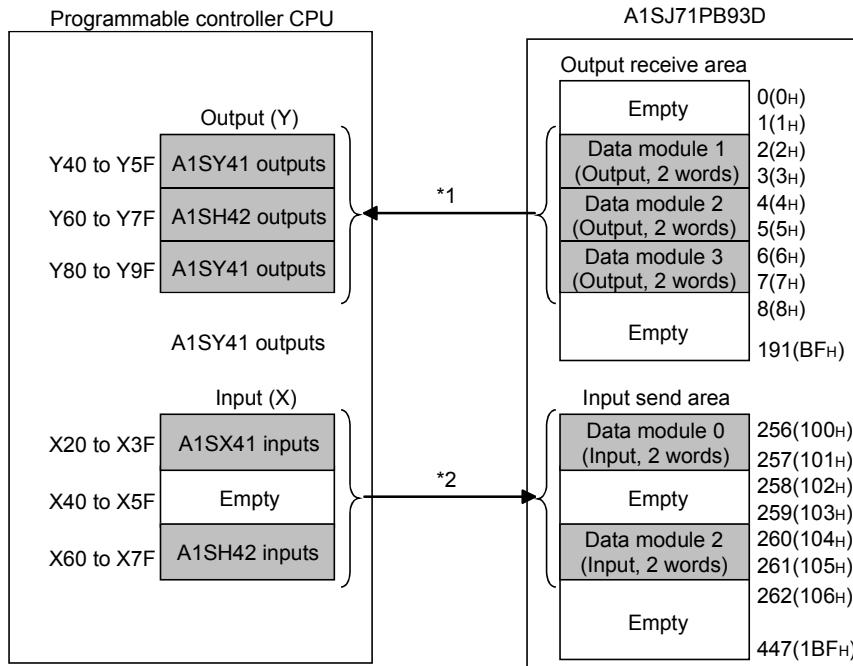 Programmable controller CPU
A1SJ71PB93D
Output receive area
Empty
0(0H)
1(1H)
Output (Y)
Y40 to Y5F
A1SY41 outputs
Data module 1
(Output, 2 words)
2(2H)
3(3H)
*1
Y60 to Y7F
A1SH42 outputs
Data module 2
(Output, 2 words)
4(4H)
5(5H)
Y80 to Y9F
A1SY41 outputs
Data module 3
(Output, 2 words)
6(6H)
7(7H)
8(8H)
Empty
191(BFH)
A1SY41 outputs
Input (X)
Input send area
X20 to X3F
A1SX41 inputs
Data module 0
(Input, 2 words)
256(100H)
257(101H)
*2
X40 to X5F
Empty
Empty
258(102H)
259(103H)
X60 to X7F
A1SH42 inputs
Data module 2
(Input, 2 words)
260(104H)
261(105H)
262(106H)
Empty
447(1BFH)